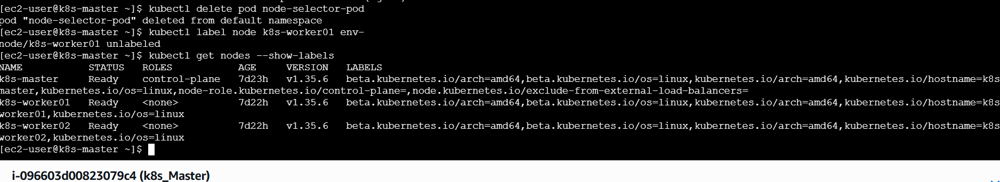 [ec2-user@k8s-master ~]$ kubectl delete pod node-selector-pod
pod "node-selector-pod" deleted from default namespace
[ec2-user@k8s-master ~]$ kubectl label node k8s-worker01 env-
node/k8s-worker01 unlabeled
[ec2-user@k8s-master ~]$ kubectl get nodes --show-labels
NAME STATUS ROLES AGE VERSION LABELS
k8s-master Ready control-plane 7d23h v1.35.6 beta.kubernetes.io/arch=amd64,beta.kubernetes.io/os=linux,kubernetes.io/arch=amd64,kubernetes.io/hostname=k8s
master,kubernetes.io/os=linux,node-role.kubernetes.io/control-plane=,node.kubernetes.io/exclude-from-external-load-balancers=
k8s-worker01 Ready <none> 7d22h v1.35.6 beta.kubernetes.io/arch=amd64,beta.kubernetes.io/os=linux,kubernetes.io/arch=amd64,kubernetes.io/hostname=k8s
worker01,kubernetes.io/os=linux
k8s-worker02 Ready <none> 7d22h v1.35.6 beta.kubernetes.io/arch=amd64,beta.kubernetes.io/os=linux,kubernetes.io/arch=amd64,kubernetes.io/hostname=k8s
worker02,kubernetes.io/os=linux
[ec2-user@k8s-master ~]$
i-096603d00823079c4 (k8s_Master)